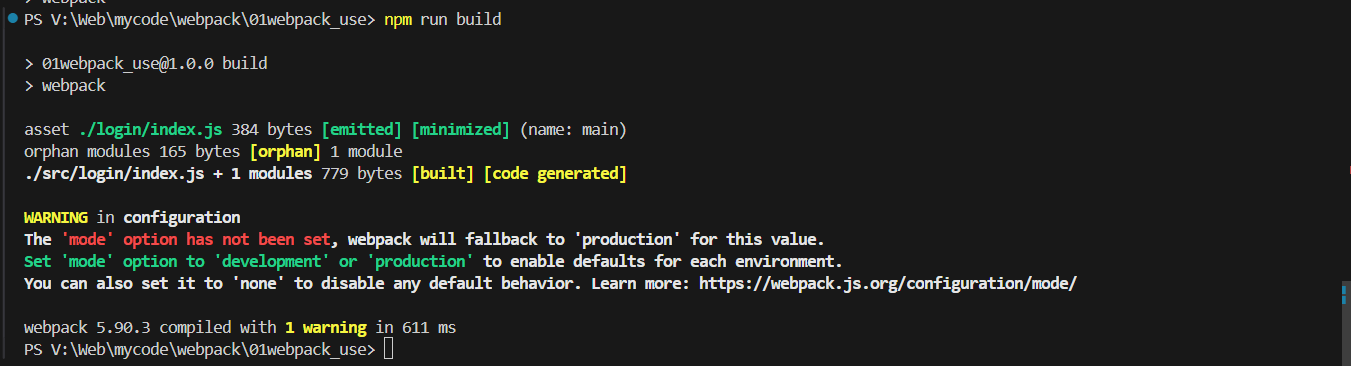 > webpack
PS V:\Web\mycode\webpack\01webpack_use> npm run build
> 01webpack_use@1.0.0 build
> webpack
asset ./login/index.js 384 bytes [emitted] [minimized] (name: main)
orphan modules 165 bytes [orphan] 1 module
./src/login/index.js + 1 modules 779 bytes [built] [code generated]
WARNING in configuration
The 'mode' option has not been set, webpack will fallback to 'production' for this value.
Set 'mode' option to 'development' or 'production' to enable defaults for each environment.
You can also set it to 'none' to disable any default behavior. Learn more: https://webpack.js.org/configuration/mode/
webpack 5.90.3 compiled with 1 warning in 611 ms
PS V:\Web\mycode\webpack\01webpack_use>